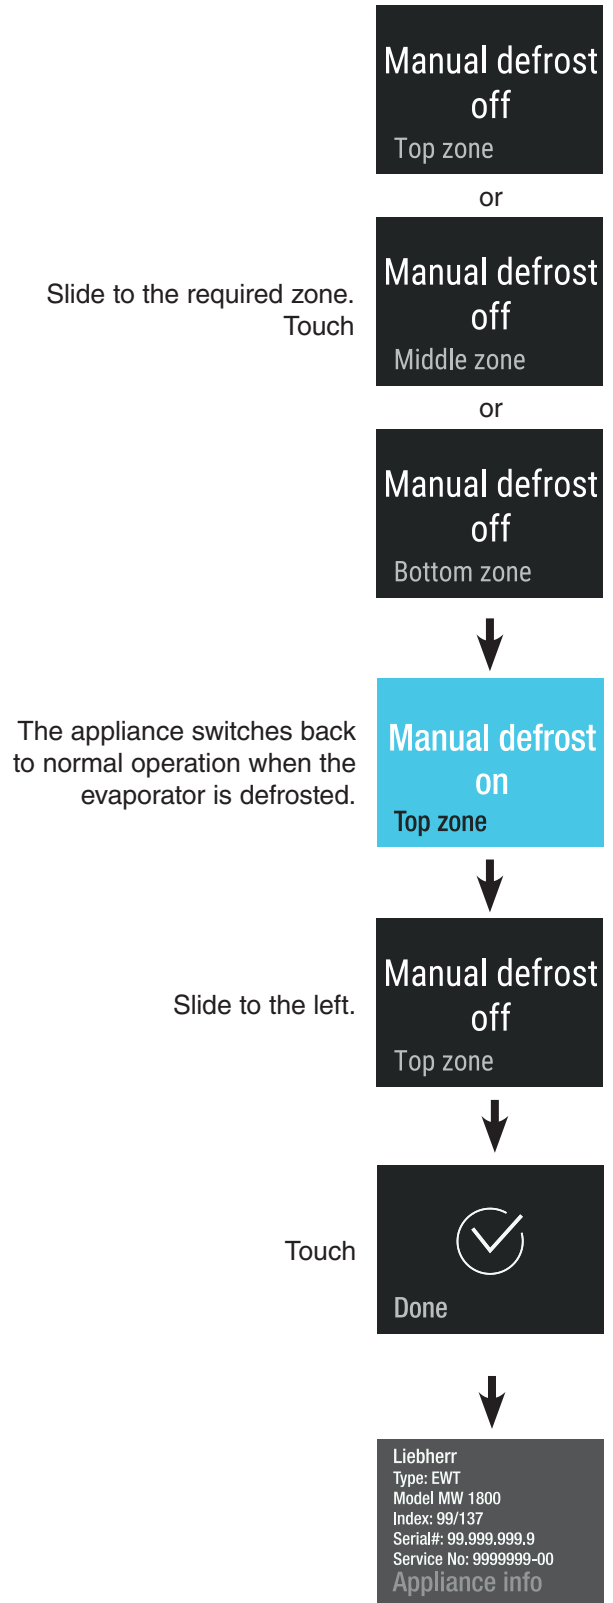 Manual defrost
off
Top zone
or
Slide to the required zone.
Touch
Manual defrost
off
Middle zone
or
Manual defrost
off
Bottom zone
The appliance switches back
to normal operation when the
evaporator is defrosted.
Manual defrost
on
Top zone
Slide to the left.
Manual defrost
off
Top zone
Touch
Done
Liebherr
Type: EWT
Model MW 1800
Index: 99/137
Serial#: 99.999.999.9
Service No: 9999999-00
Appliance info